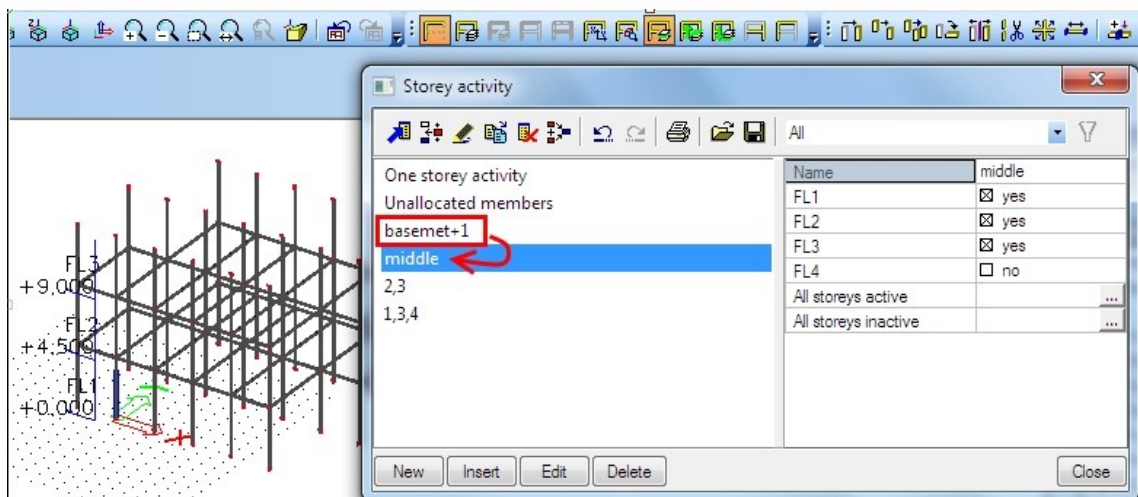 Storey activity
All
One storey activity
Unallocated members
basemet+1
middle
2,3
1,3,4
Name middle
FL1 yes
FL2 yes
FL3 yes
FL4 no
All storeys active ...
All storeys inactive ...
FL3
+9,000
FL2
+4,500
FL1
+0,000
New Insert Edit Delete Close